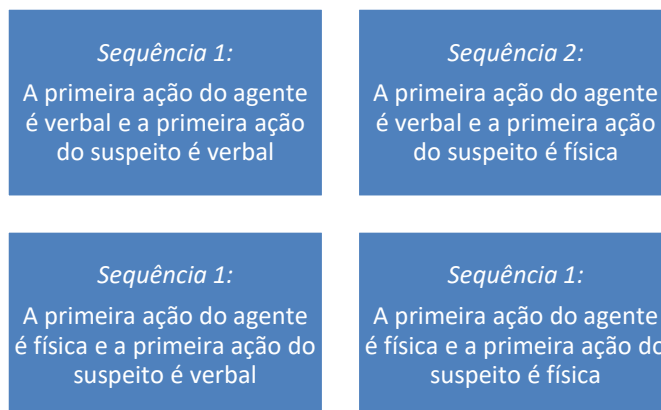 Sequência 1:
A primeira ação do agente
é verbal e a primeira ação
do suspeito é verbal
Sequência 2:
A primeira ação do agente
é verbal e a primeira ação
do suspeito é física
Sequência 1:
A primeira ação do agente
é física e a primeira ação do
suspeito é verbal
Sequência 1:
A primeira ação do agente
é física e a primeira ação do
suspeito é física